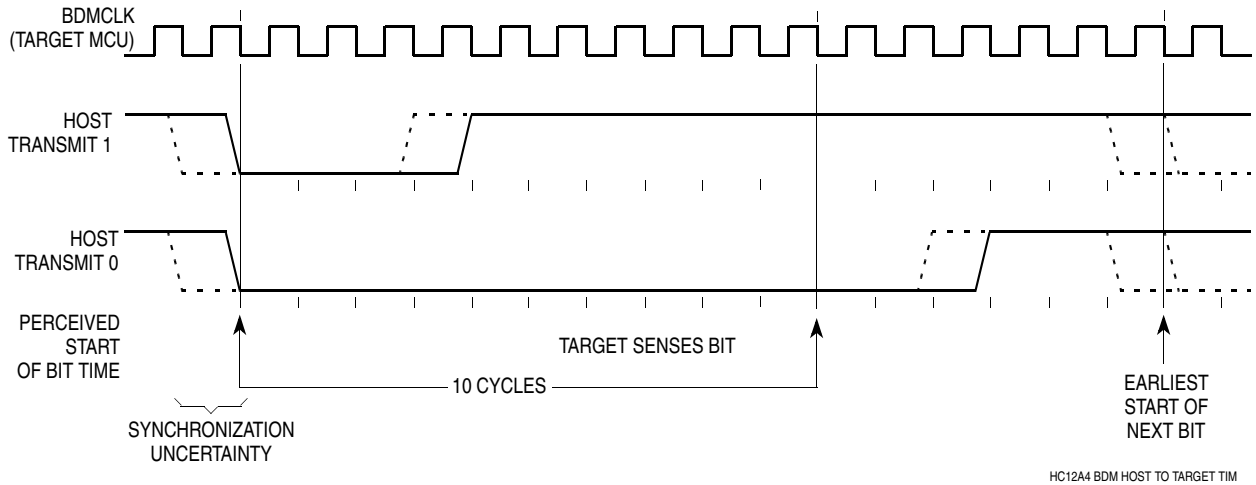 BDMCLK
(TARGET MCU)
HOST
TRANSMIT 1
HOST
TRANSMIT 0
PERCEIVED
START
OF BIT TIME
TARGET SENSES BIT
10 CYCLES
EARLIEST
START OF
NEXT BIT
SYNCHRONIZATION
UNCERTAINTY
HC12A4 BDM HOST TO TARGET TIM